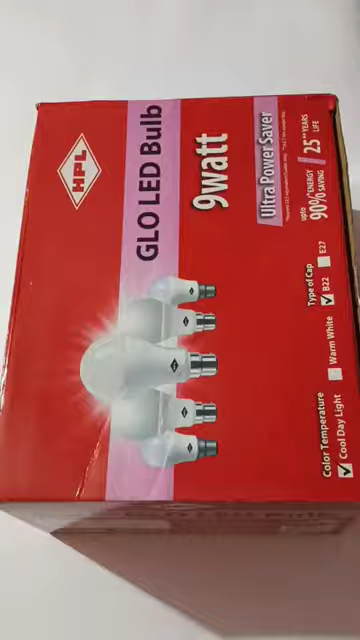 HPL
GLO LED Bulb
9watt
Ultra Power Saver
upto
90% ENERGY SAVING
25** YEARS LIFE
Type of Cap
B22
E27
Color Temperature
Cool Day Light
Warm White